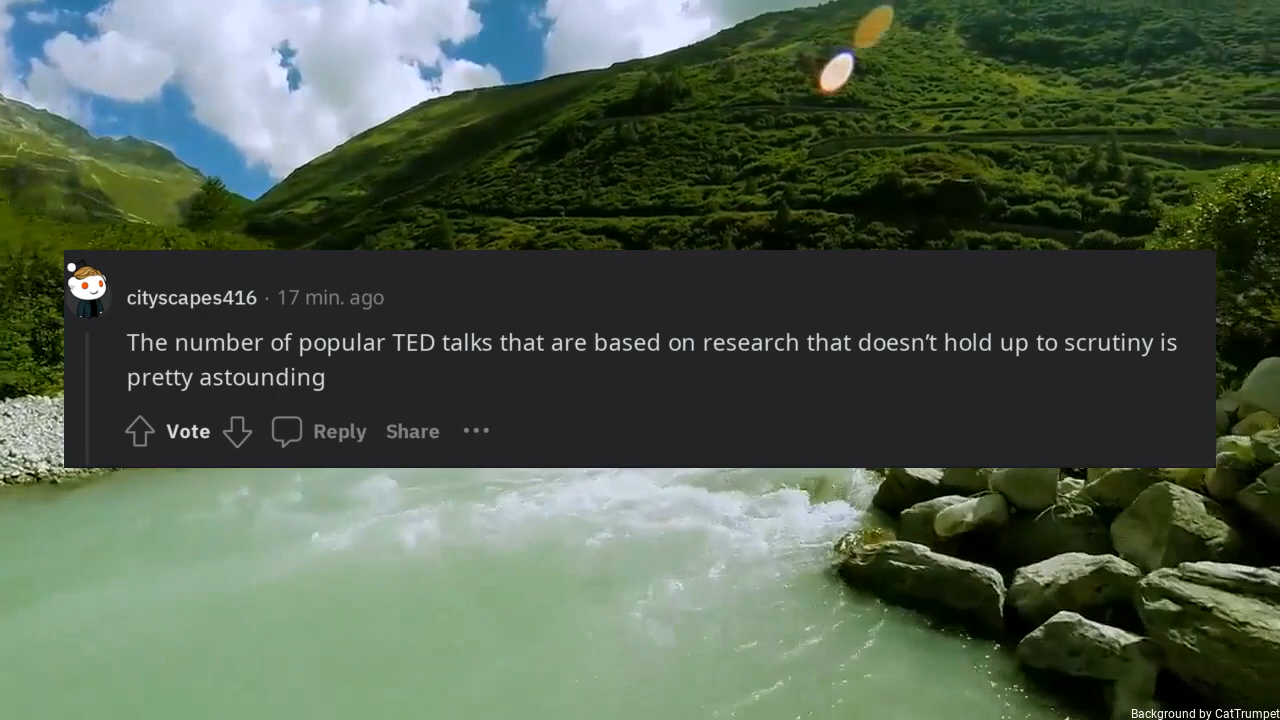 cityscapes416 · 17 min. ago
The number of popular TED talks that are based on research that doesn’t hold up to scrutiny is
pretty astounding
Vote Reply Share •••
Background by CatTrumpet